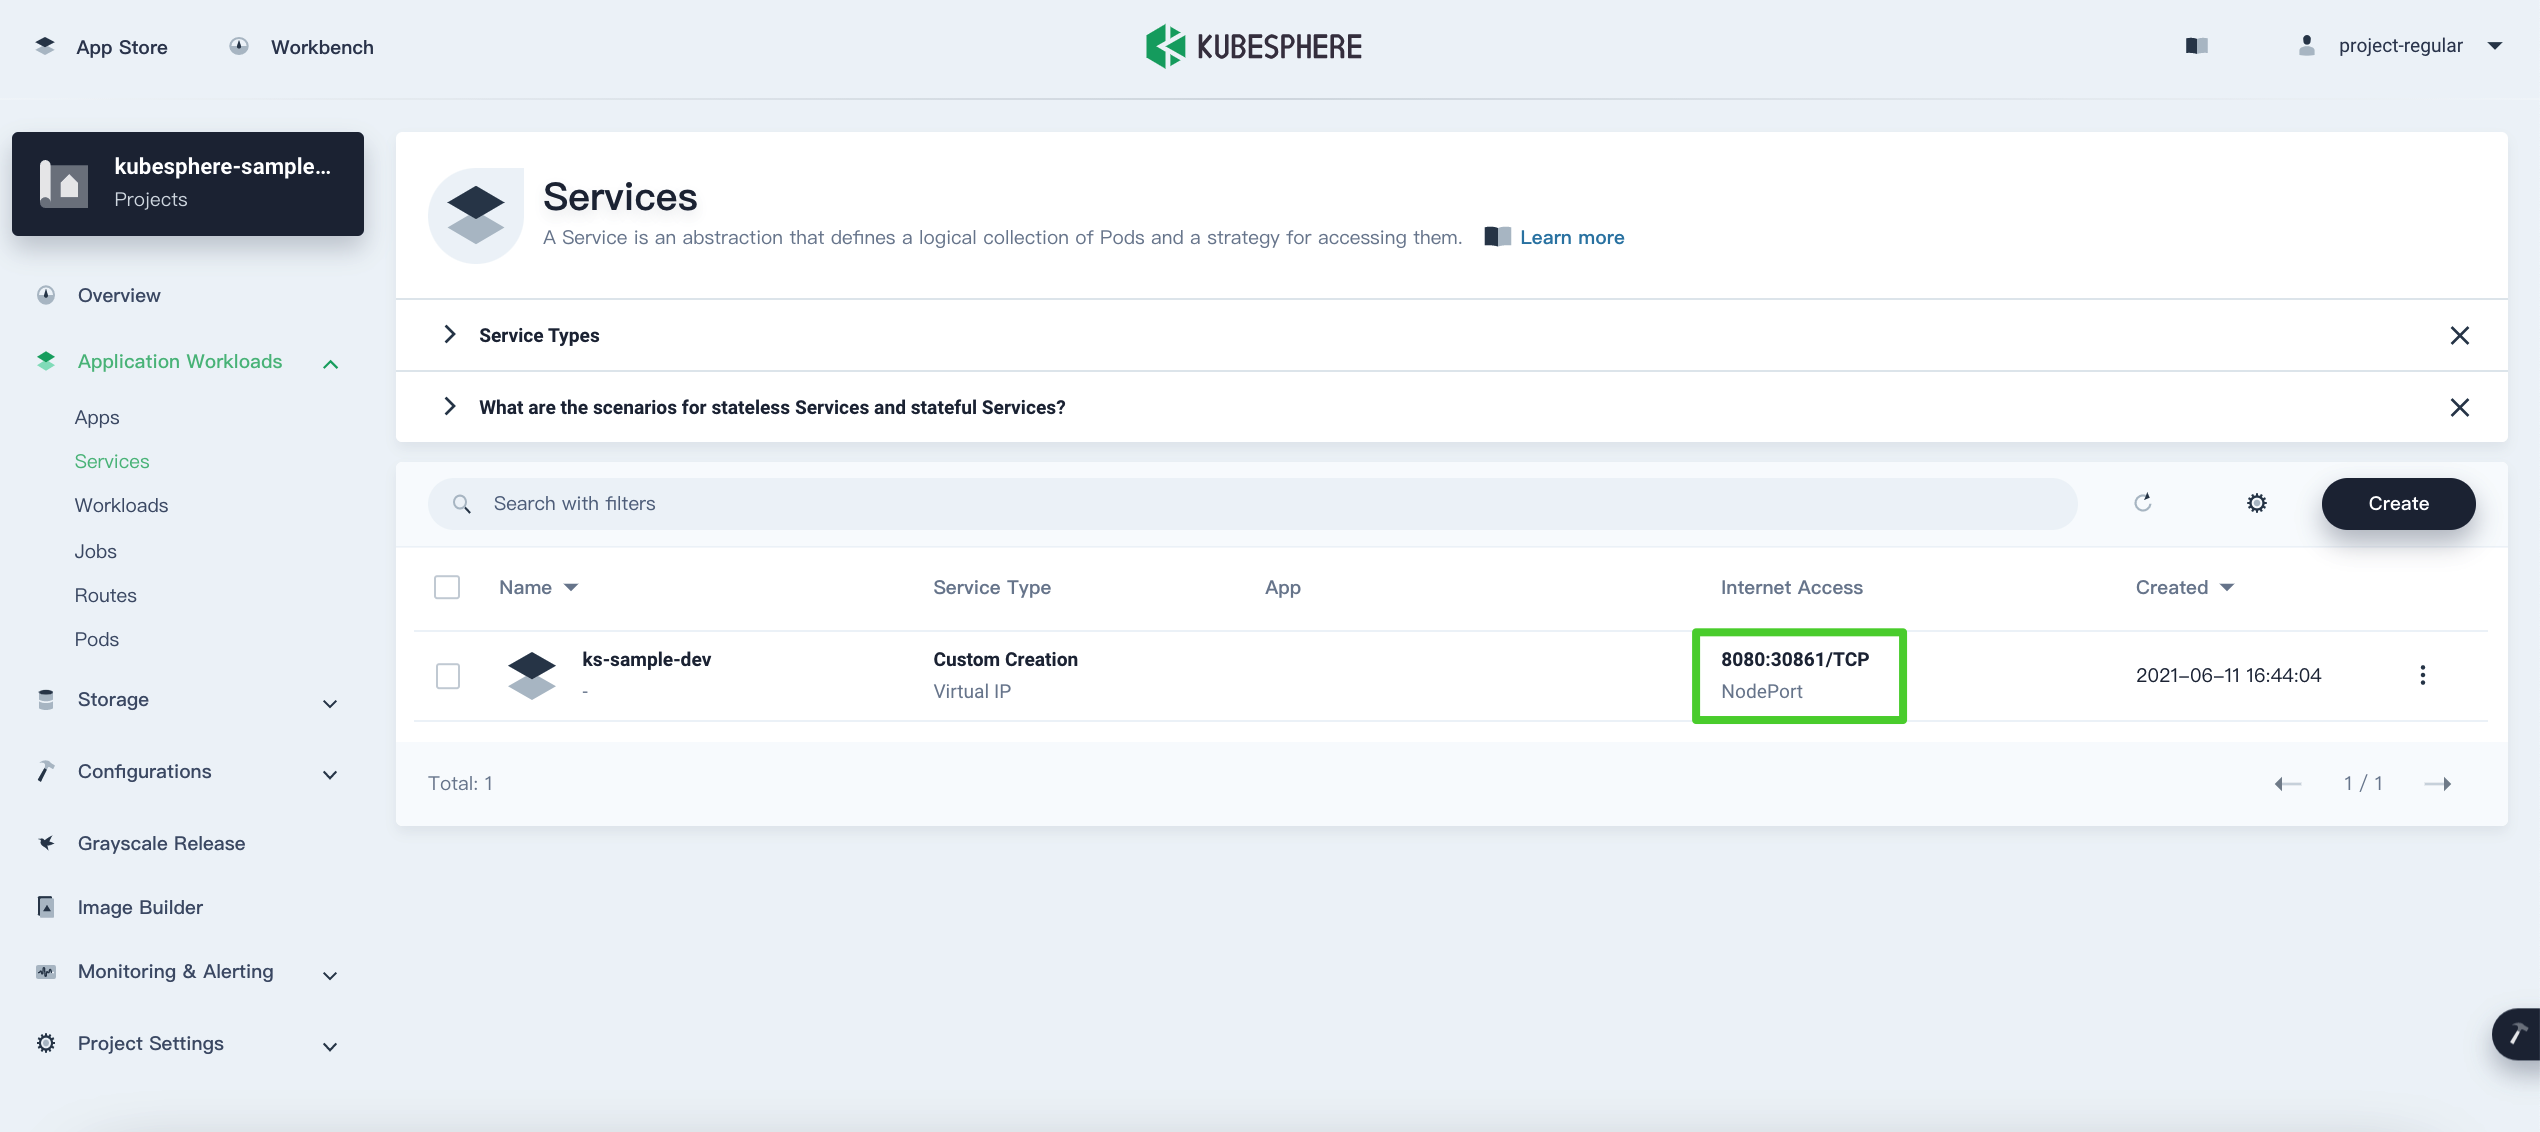 App Store
Workbench
KUBESPHERE
project-regular
kubesphere-sample...
Projects
Overview
Application Workloads
Apps
Services
Workloads
Jobs
Routes
Pods
Storage
Configurations
Grayscale Release
Image Builder
Monitoring & Alerting
Project Settings
Services
A Service is an abstraction that defines a logical collection of Pods and a strategy for accessing them. Learn more
Service Types
What are the scenarios for stateless Services and stateful Services?
Search with filters
Create
Name Service Type App Internet Access Created
ks-sample-dev Custom Creation 8080:30861/TCP 2021-06-11 16:44:04
- Virtual IP NodePort
Total: 1
1 / 1